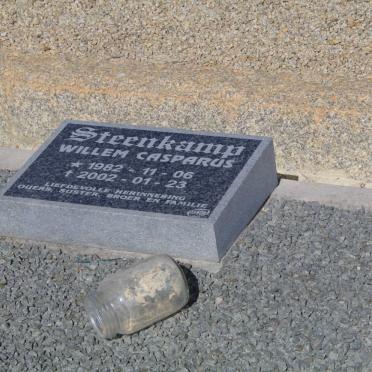 Steenkamp
WILLEM CASPARUS
★ 1982 - 11 - 06
† 2002 - 01 - 23
LIEFDEVOLLE HERINNERING
OUERS, SUSTER, BROER EN FAMILIE